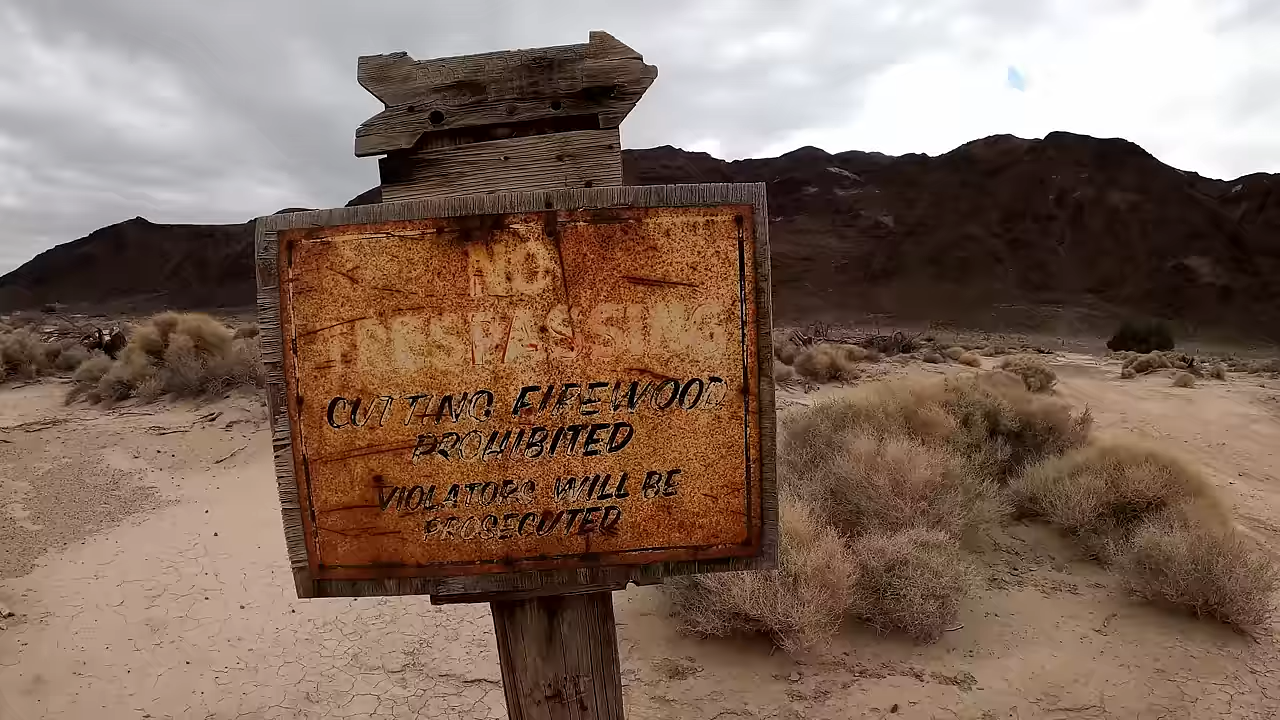 NO
TRESPASSING
CUTTING FIREWOOD
PROHIBITED
VIOLATORS WILL BE
PROSECUTED